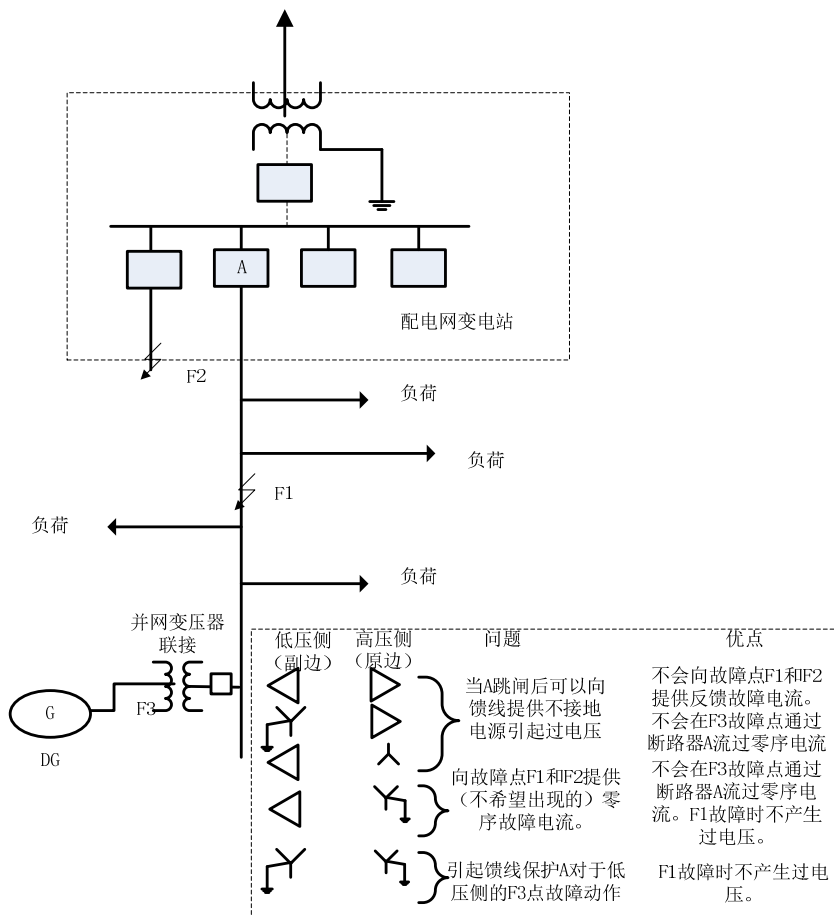 A
配电网变电站
F2
负荷
负荷
F1
负荷
负荷
并网变压器
联接
F3
G
DG
低压侧
（副边）
高压侧
（原边）
问题
优点
当A跳闸后可以向
馈线提供不接地
电源引起过电压
不会向故障点F1和F2
提供反馈故障电流。
不会在F3故障点通过
断路器A流过零序电流
向故障点F1和F2提供
（不希望出现的）零
序故障电流。
不会在F3故障点通过
断路器A流过零序电
流。F1故障时不产生
过电压。
引起馈线保护A对于低
压侧的F3点故障动作
F1故障时不产生过电
压。